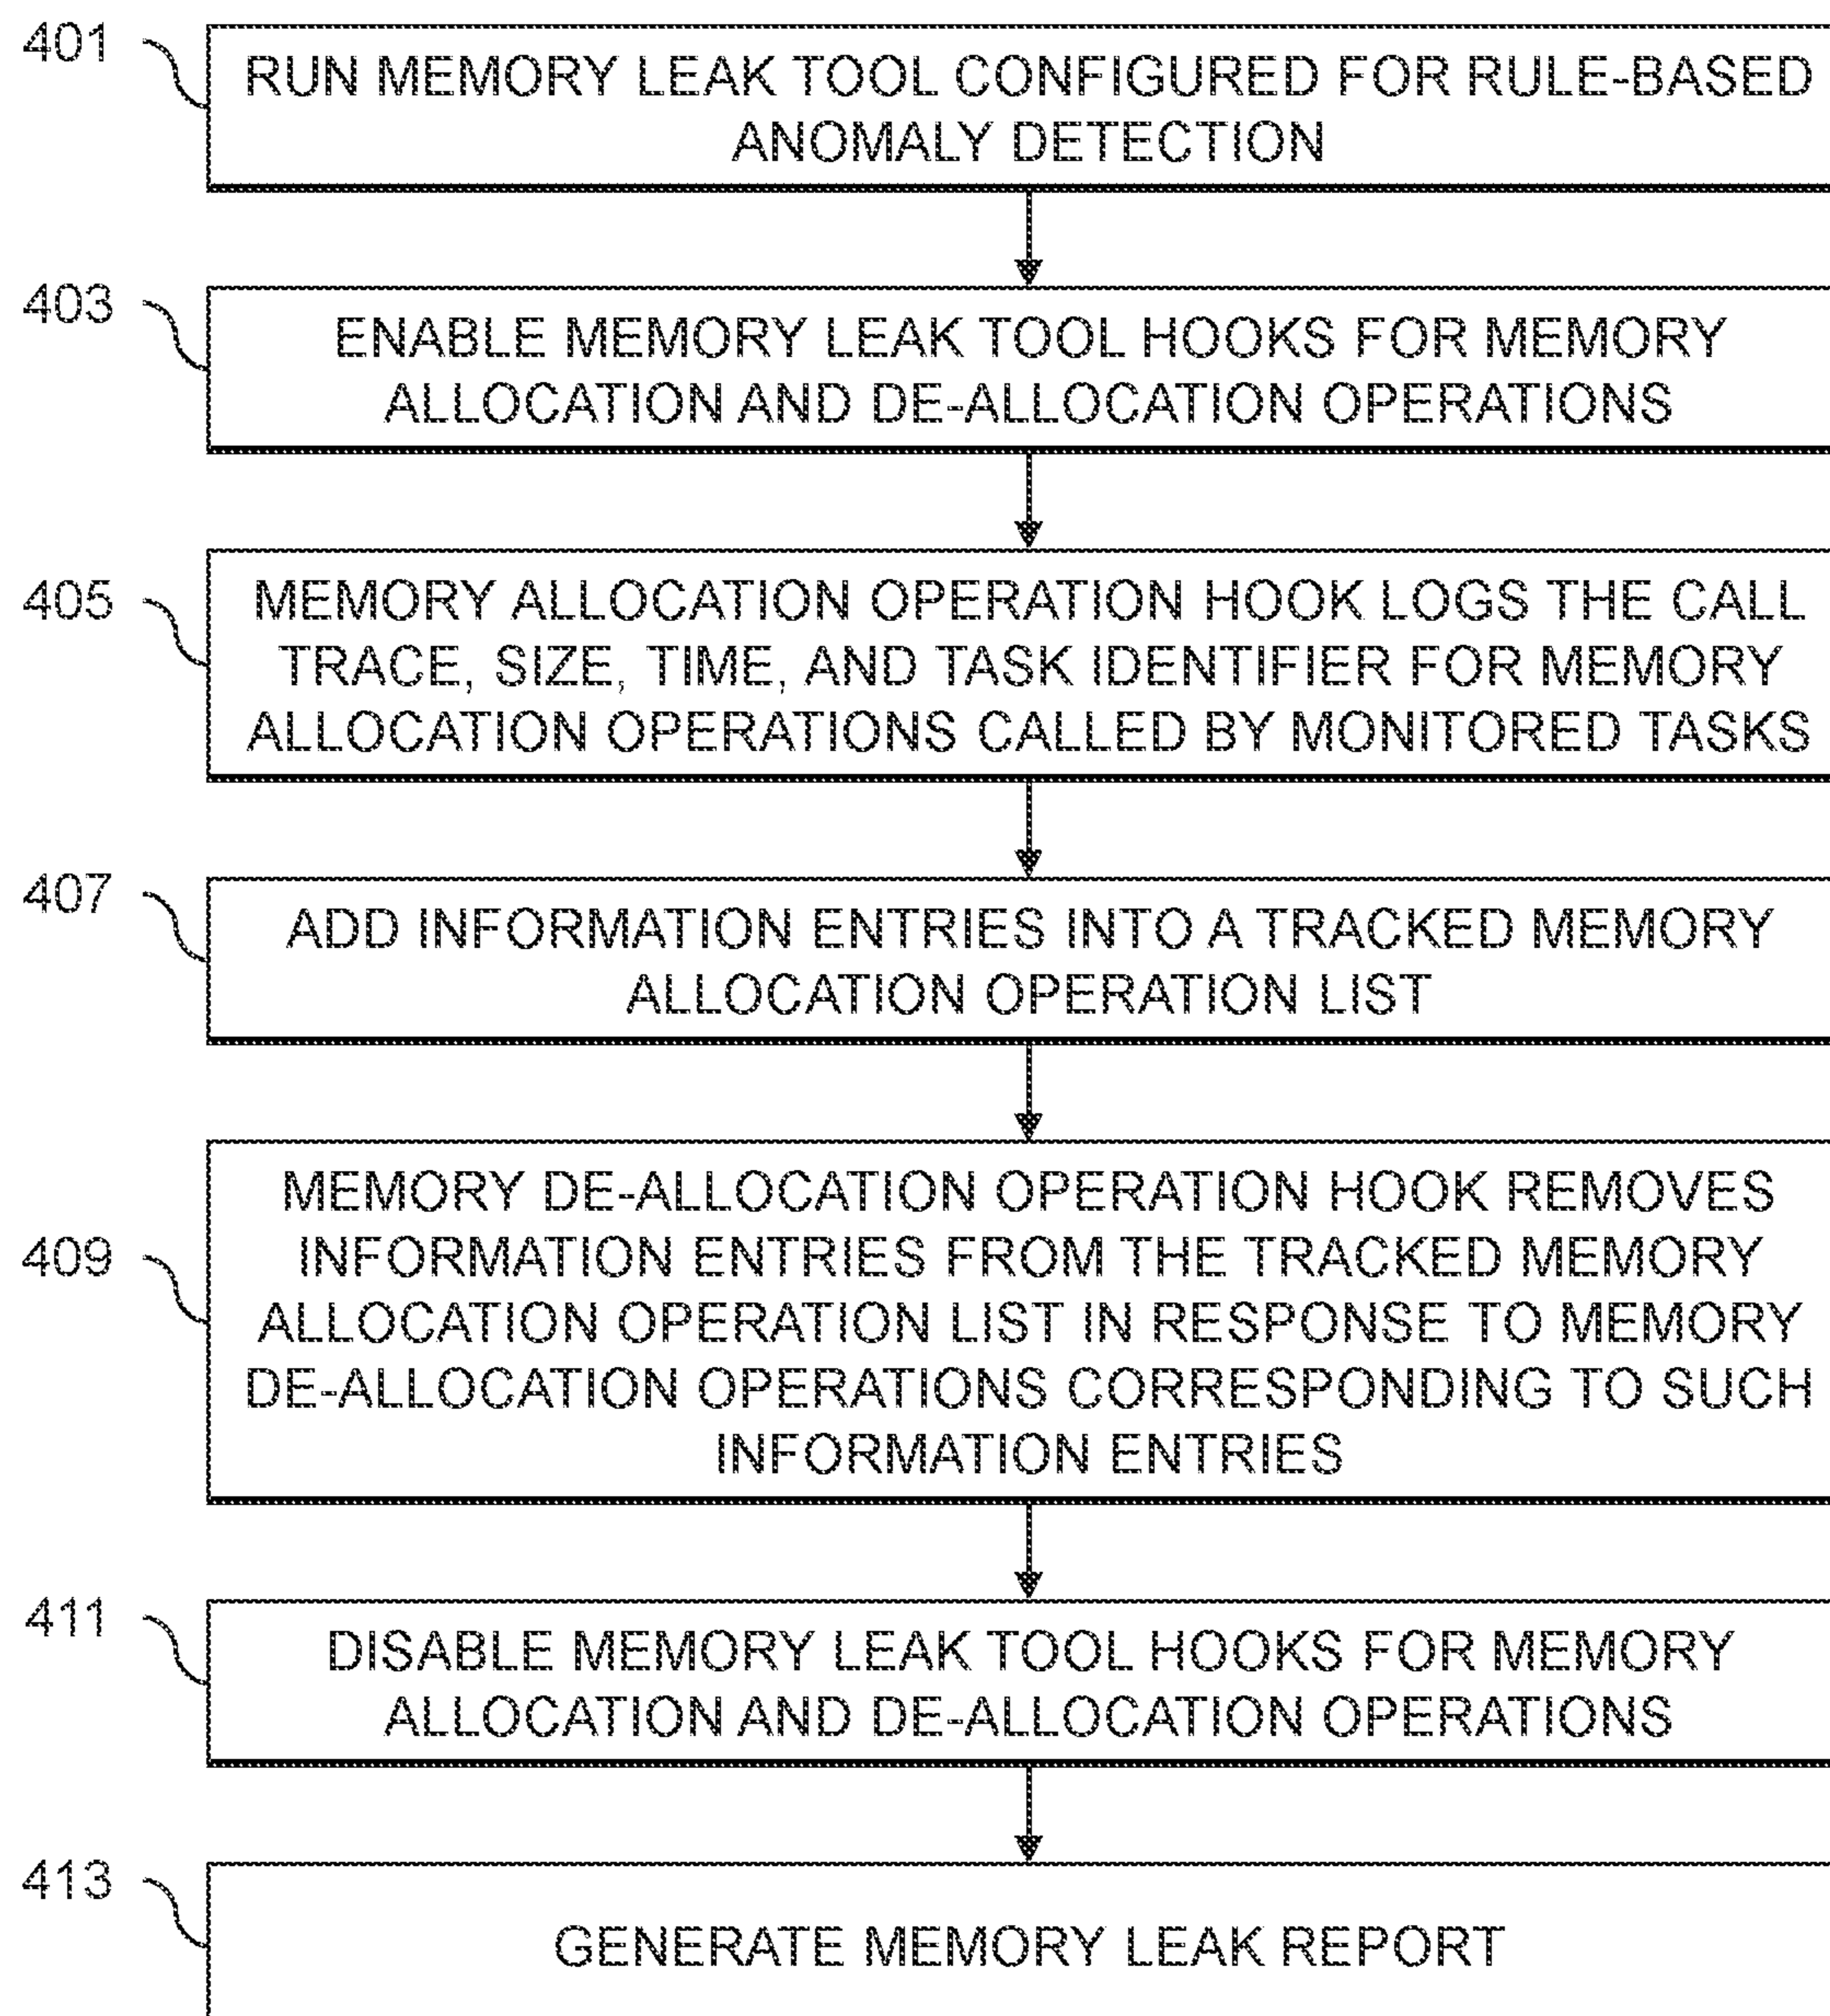 401
RUN MEMORY LEAK TOOL CONFIGURED FOR RULE-BASED
ANOMALY DETECTION
403
ENABLE MEMORY LEAK TOOL HOOKS FOR MEMORY
ALLOCATION AND DE-ALLOCATION OPERATIONS
405
MEMORY ALLOCATION OPERATION HOOK LOGS THE CALL
TRACE, SIZE, TIME, AND TASK IDENTIFIER FOR MEMORY
ALLOCATION OPERATIONS CALLED BY MONITORED TASKS
407
ADD INFORMATION ENTRIES INTO A TRACKED MEMORY
ALLOCATION OPERATION LIST
409
MEMORY DE-ALLOCATION OPERATION HOOK REMOVES
INFORMATION ENTRIES FROM THE TRACKED MEMORY
ALLOCATION OPERATION LIST IN RESPONSE TO MEMORY
DE-ALLOCATION OPERATIONS CORRESPONDING TO SUCH
INFORMATION ENTRIES
411
DISABLE MEMORY LEAK TOOL HOOKS FOR MEMORY
ALLOCATION AND DE-ALLOCATION OPERATIONS
413
GENERATE MEMORY LEAK REPORT